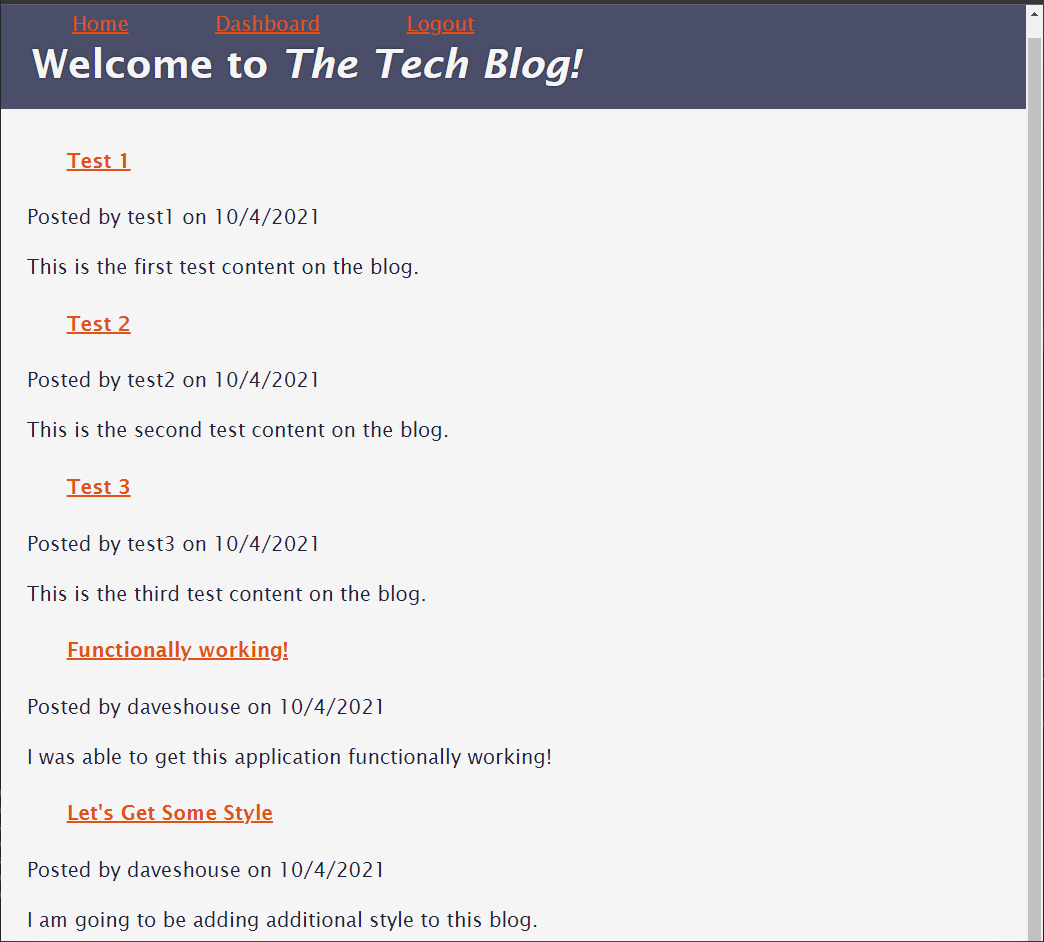 Home Dashboard Logout
Welcome to The Tech Blog!
Test 1
Posted by test1 on 10/4/2021
This is the first test content on the blog.
Test 2
Posted by test2 on 10/4/2021
This is the second test content on the blog.
Test 3
Posted by test3 on 10/4/2021
This is the third test content on the blog.
Functionally working!
Posted by daveshouse on 10/4/2021
I was able to get this application functionally working!
Let's Get Some Style
Posted by daveshouse on 10/4/2021
I am going to be adding additional style to this blog.